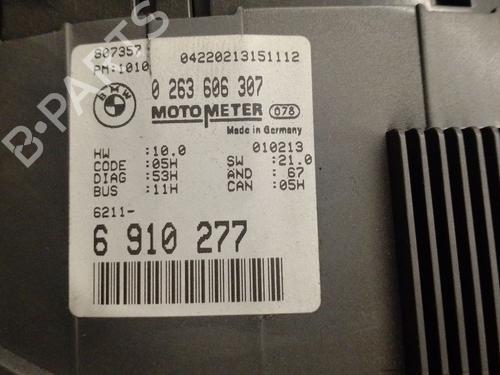 807357 04220213151112
PM:1010
BMW 0 263 606 307
MOTOMETER 078
Made in Germany
HW :10.0 010213
CODE :05H SW :21.0
DIAG :53H AND : 67
BUS :11H CAN :05H
6211-
6 910 277
B-PARTS